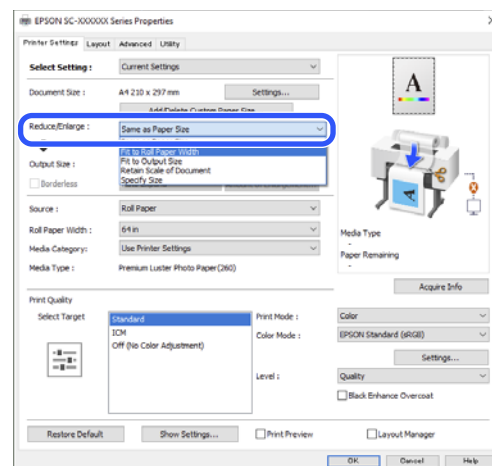 EPSON SC-XXXXXX Series Properties
Printer Settings Layout Advanced Utility
Select Setting : Current Settings
Document Size : A4 210 x 297 mm Settings...
Add/Delete Custom Paper Size
Reduce/Enlarge : Same as Paper Size
Fit to Roll Paper Width
Fit to Output Size
Retain Scale of Document
Specify Size
Output Size :
Borderless
A
Source : Roll Paper
Roll Paper Width : 64 in
Media Category: Use Printer Settings
Media Type : Premium Luster Photo Paper(260)
Media Type
-
Paper Remaining
-
Acquire Info
Print Quality
Select Target
Standard
ICM
Off (No Color Adjustment)
Print Mode : Color
Color Mode : EPSON Standard (sRGB)
Settings...
Level : Quality
Black Enhance Overcoat
Restore Default Show Settings... Print Preview Layout Manager
OK Cancel Help